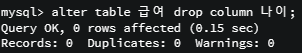 mysql> alter table 급여 drop column 나이;
Query OK, 0 rows affected (0.15 sec)
Records: 0  Duplicates: 0  Warnings: 0